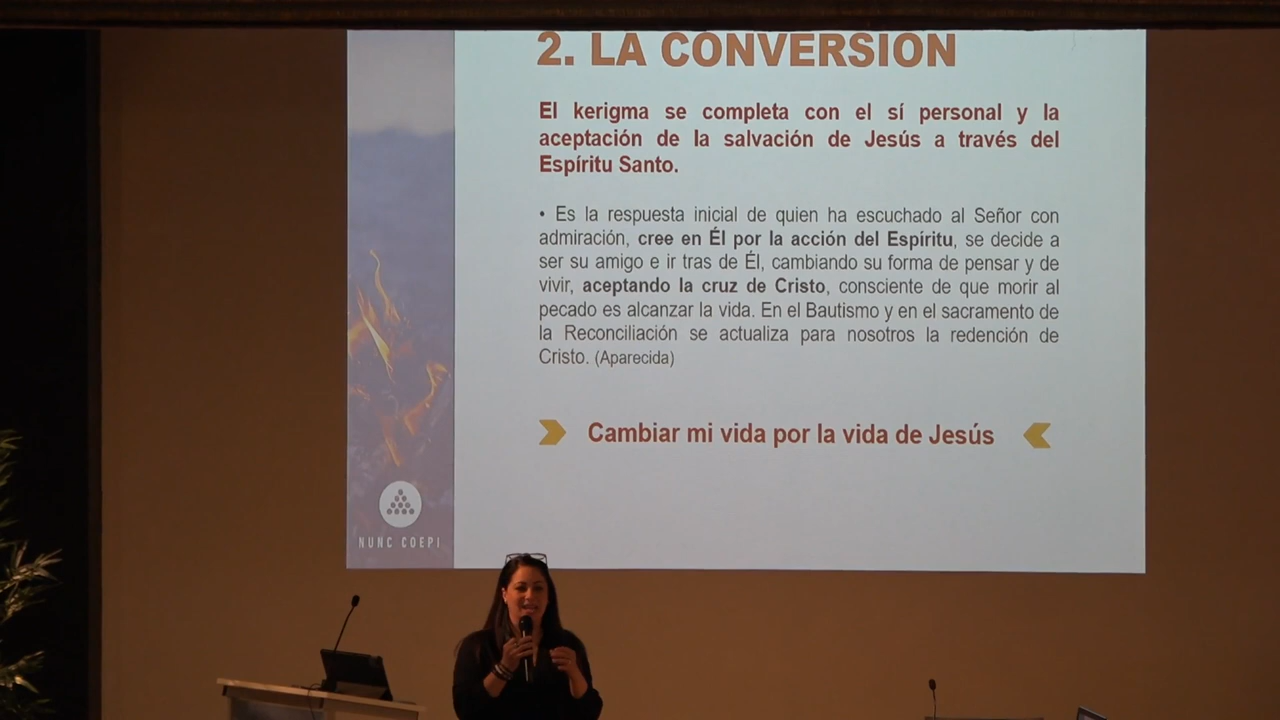 2. LA CONVERSIÓN
El kerigma se completa con el sí personal y la
aceptación de la salvación de Jesús a través del
Espíritu Santo.
• Es la respuesta inicial de quien ha escuchado al Señor con
admiración, cree en Él por la acción del Espíritu, se decide a
ser su amigo e ir tras de Él, cambiando su forma de pensar y de
vivir, aceptando la cruz de Cristo, consciente de que morir al
pecado es alcanzar la vida. En el Bautismo y en el sacramento de
la Reconciliación se actualiza para nosotros la redención de
Cristo. (Aparecida)
Cambiar mi vida por la vida de Jesús
NUNC COEPI